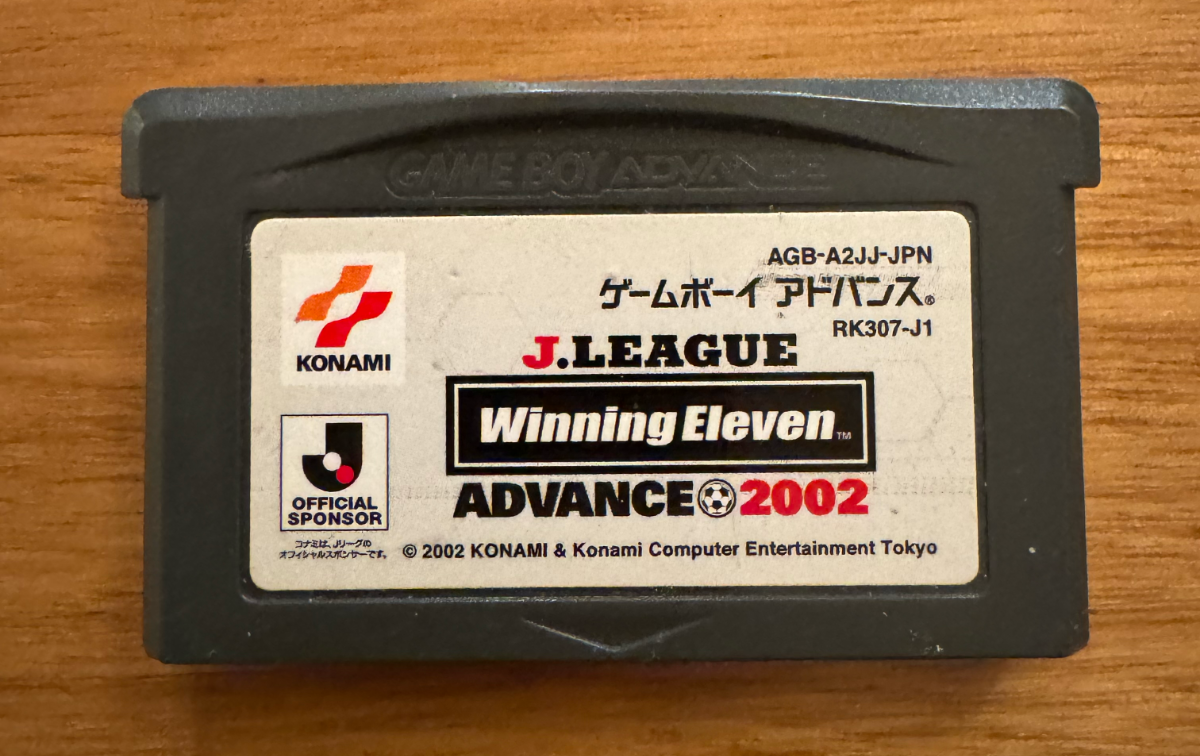 GAME BOY ADVANCE
KONAMI
AGB-A2JJ-JPN
ゲームボーイ アドバンス®
RK307-J1
J.LEAGUE
Winning Eleven™
ADVANCE 2002
J
OFFICIAL
SPONSOR
コナミは、Jリーグの
オフィシャルスポンサーです。
© 2002 KONAMI & Konami Computer Entertainment Tokyo